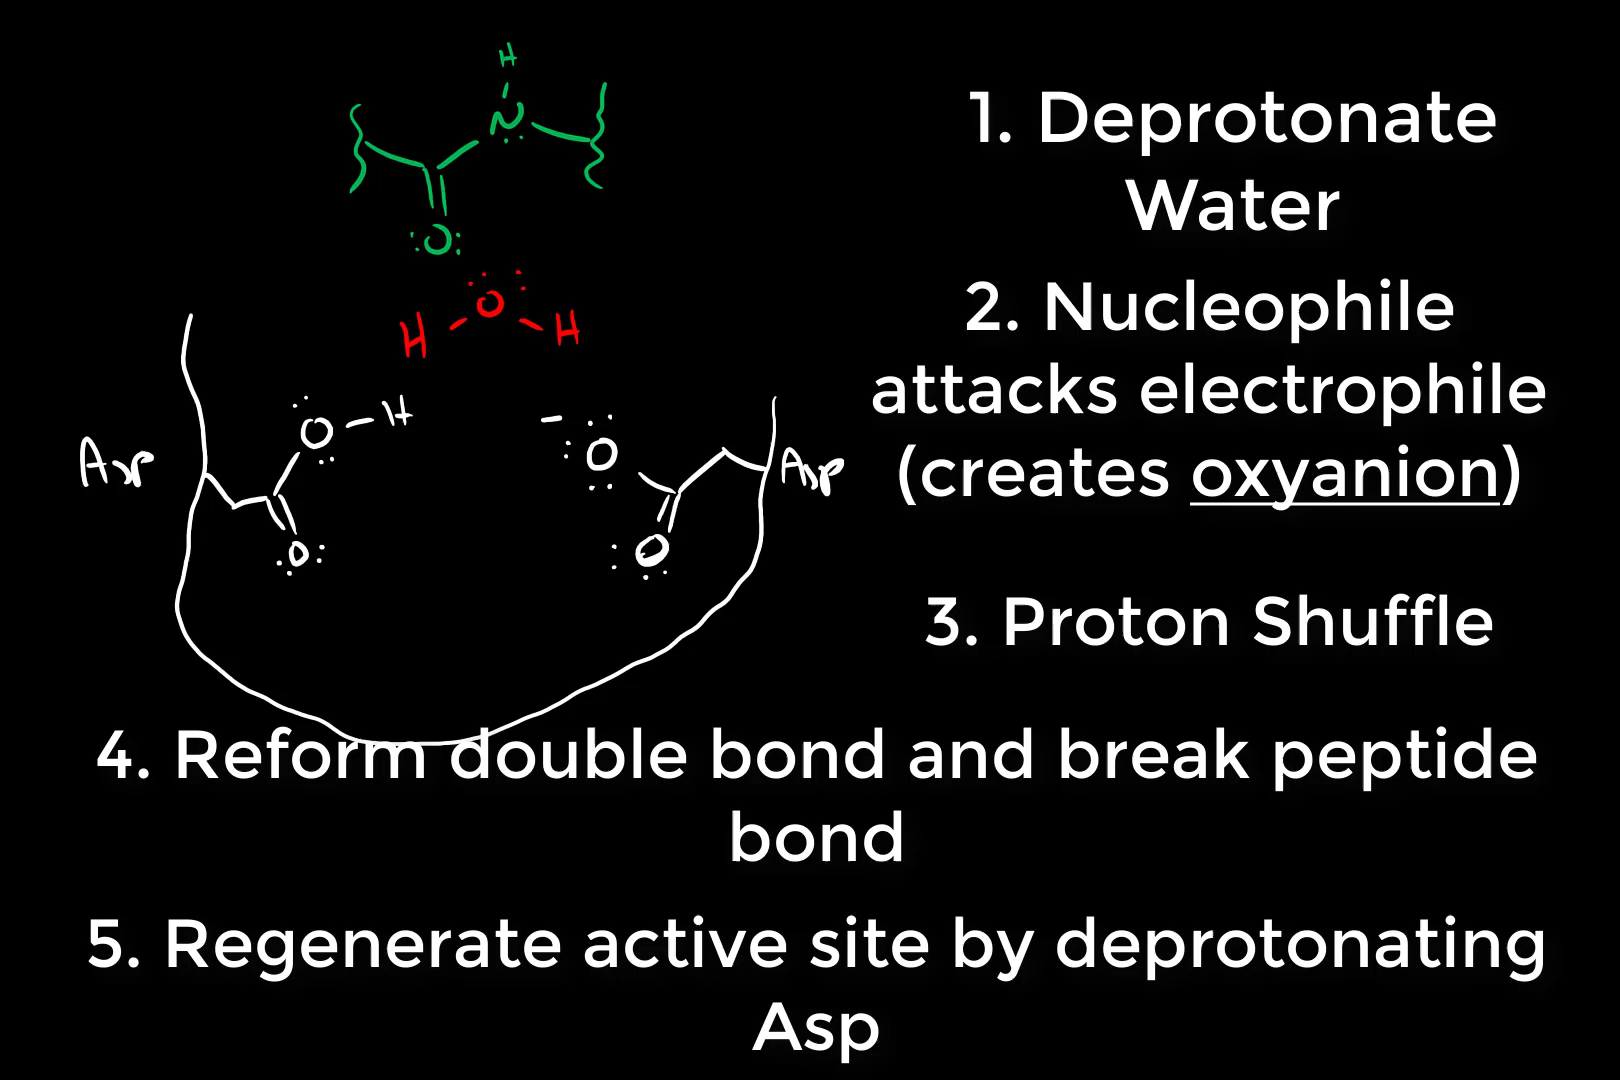 H
N
O
O
H H
O H
O
Asp
Asp
O
O
1. Deprotonate
Water
2. Nucleophile
attacks electrophile
(creates oxyanion)
3. Proton Shuffle
4. Reform double bond and break peptide
bond
5. Regenerate active site by deprotonating
Asp